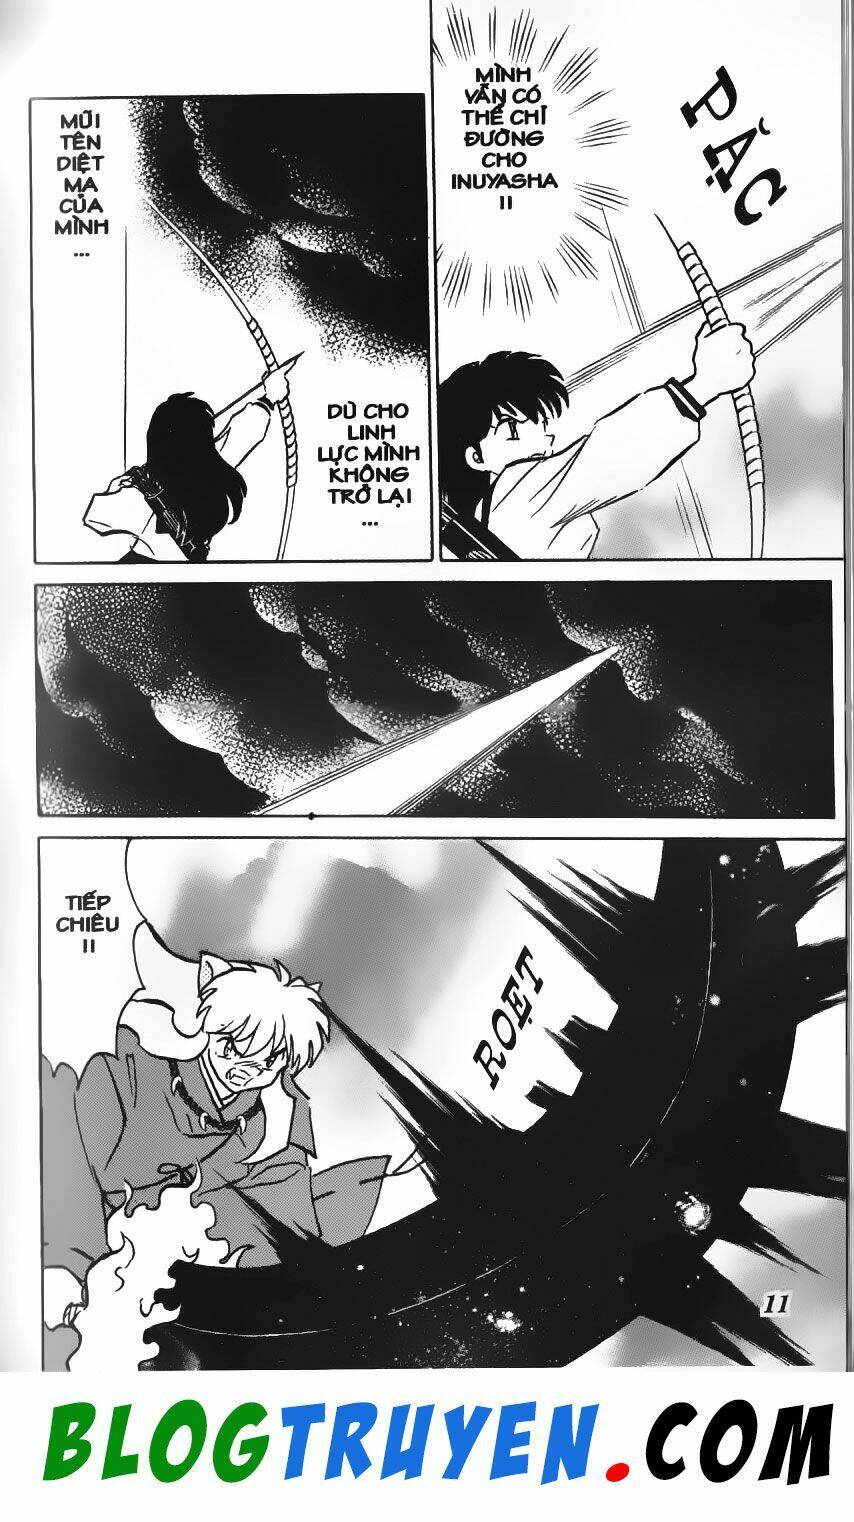 MŨI
TÊN
DIỆT
MA
CỦA
MÌNH
...
DÙ CHO
LINH
LỰC MÌNH
KHÔNG
TRỞ LẠI
...
MÌNH
VẪN CÓ
THỂ CHỈ
ĐƯỜNG
CHO
INUYASHA
!!
PẶC
TIẾP
CHIÊU
!!
ROẸT
11
BLOGTRUYEN.COM